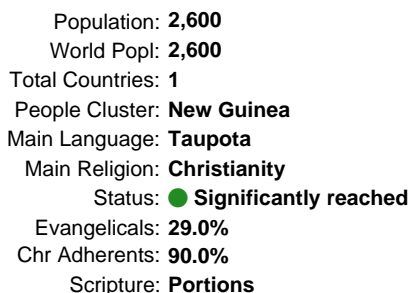 Population: 2,600
World Popl: 2,600
Total Countries: 1
People Cluster: New Guinea
Main Language: Taupota
Main Religion: Christianity
Status: Significantly reached
Evangelicals: 29.0%
Chr Adherents: 90.0%
Scripture: Portions